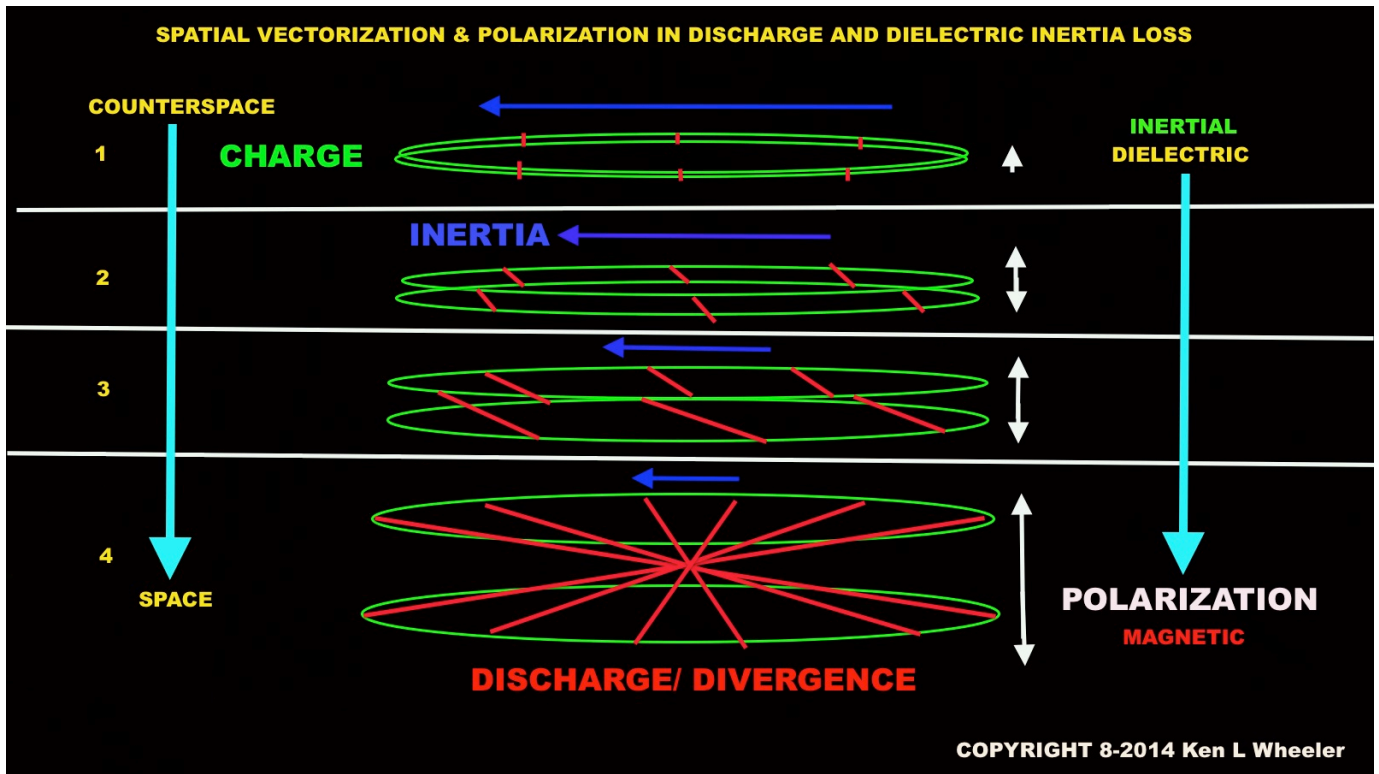 SPATIAL VECTORIZATION & POLARIZATION IN DISCHARGE AND DIELECTRIC INERTIA LOSS
COUNTERSPACE
1
CHARGE
INERTIAL
DIELECTRIC
INERTIA
2
3
4
SPACE
POLARIZATION
MAGNETIC
DISCHARGE/ DIVERGENCE
COPYRIGHT 8-2014 Ken L Wheeler